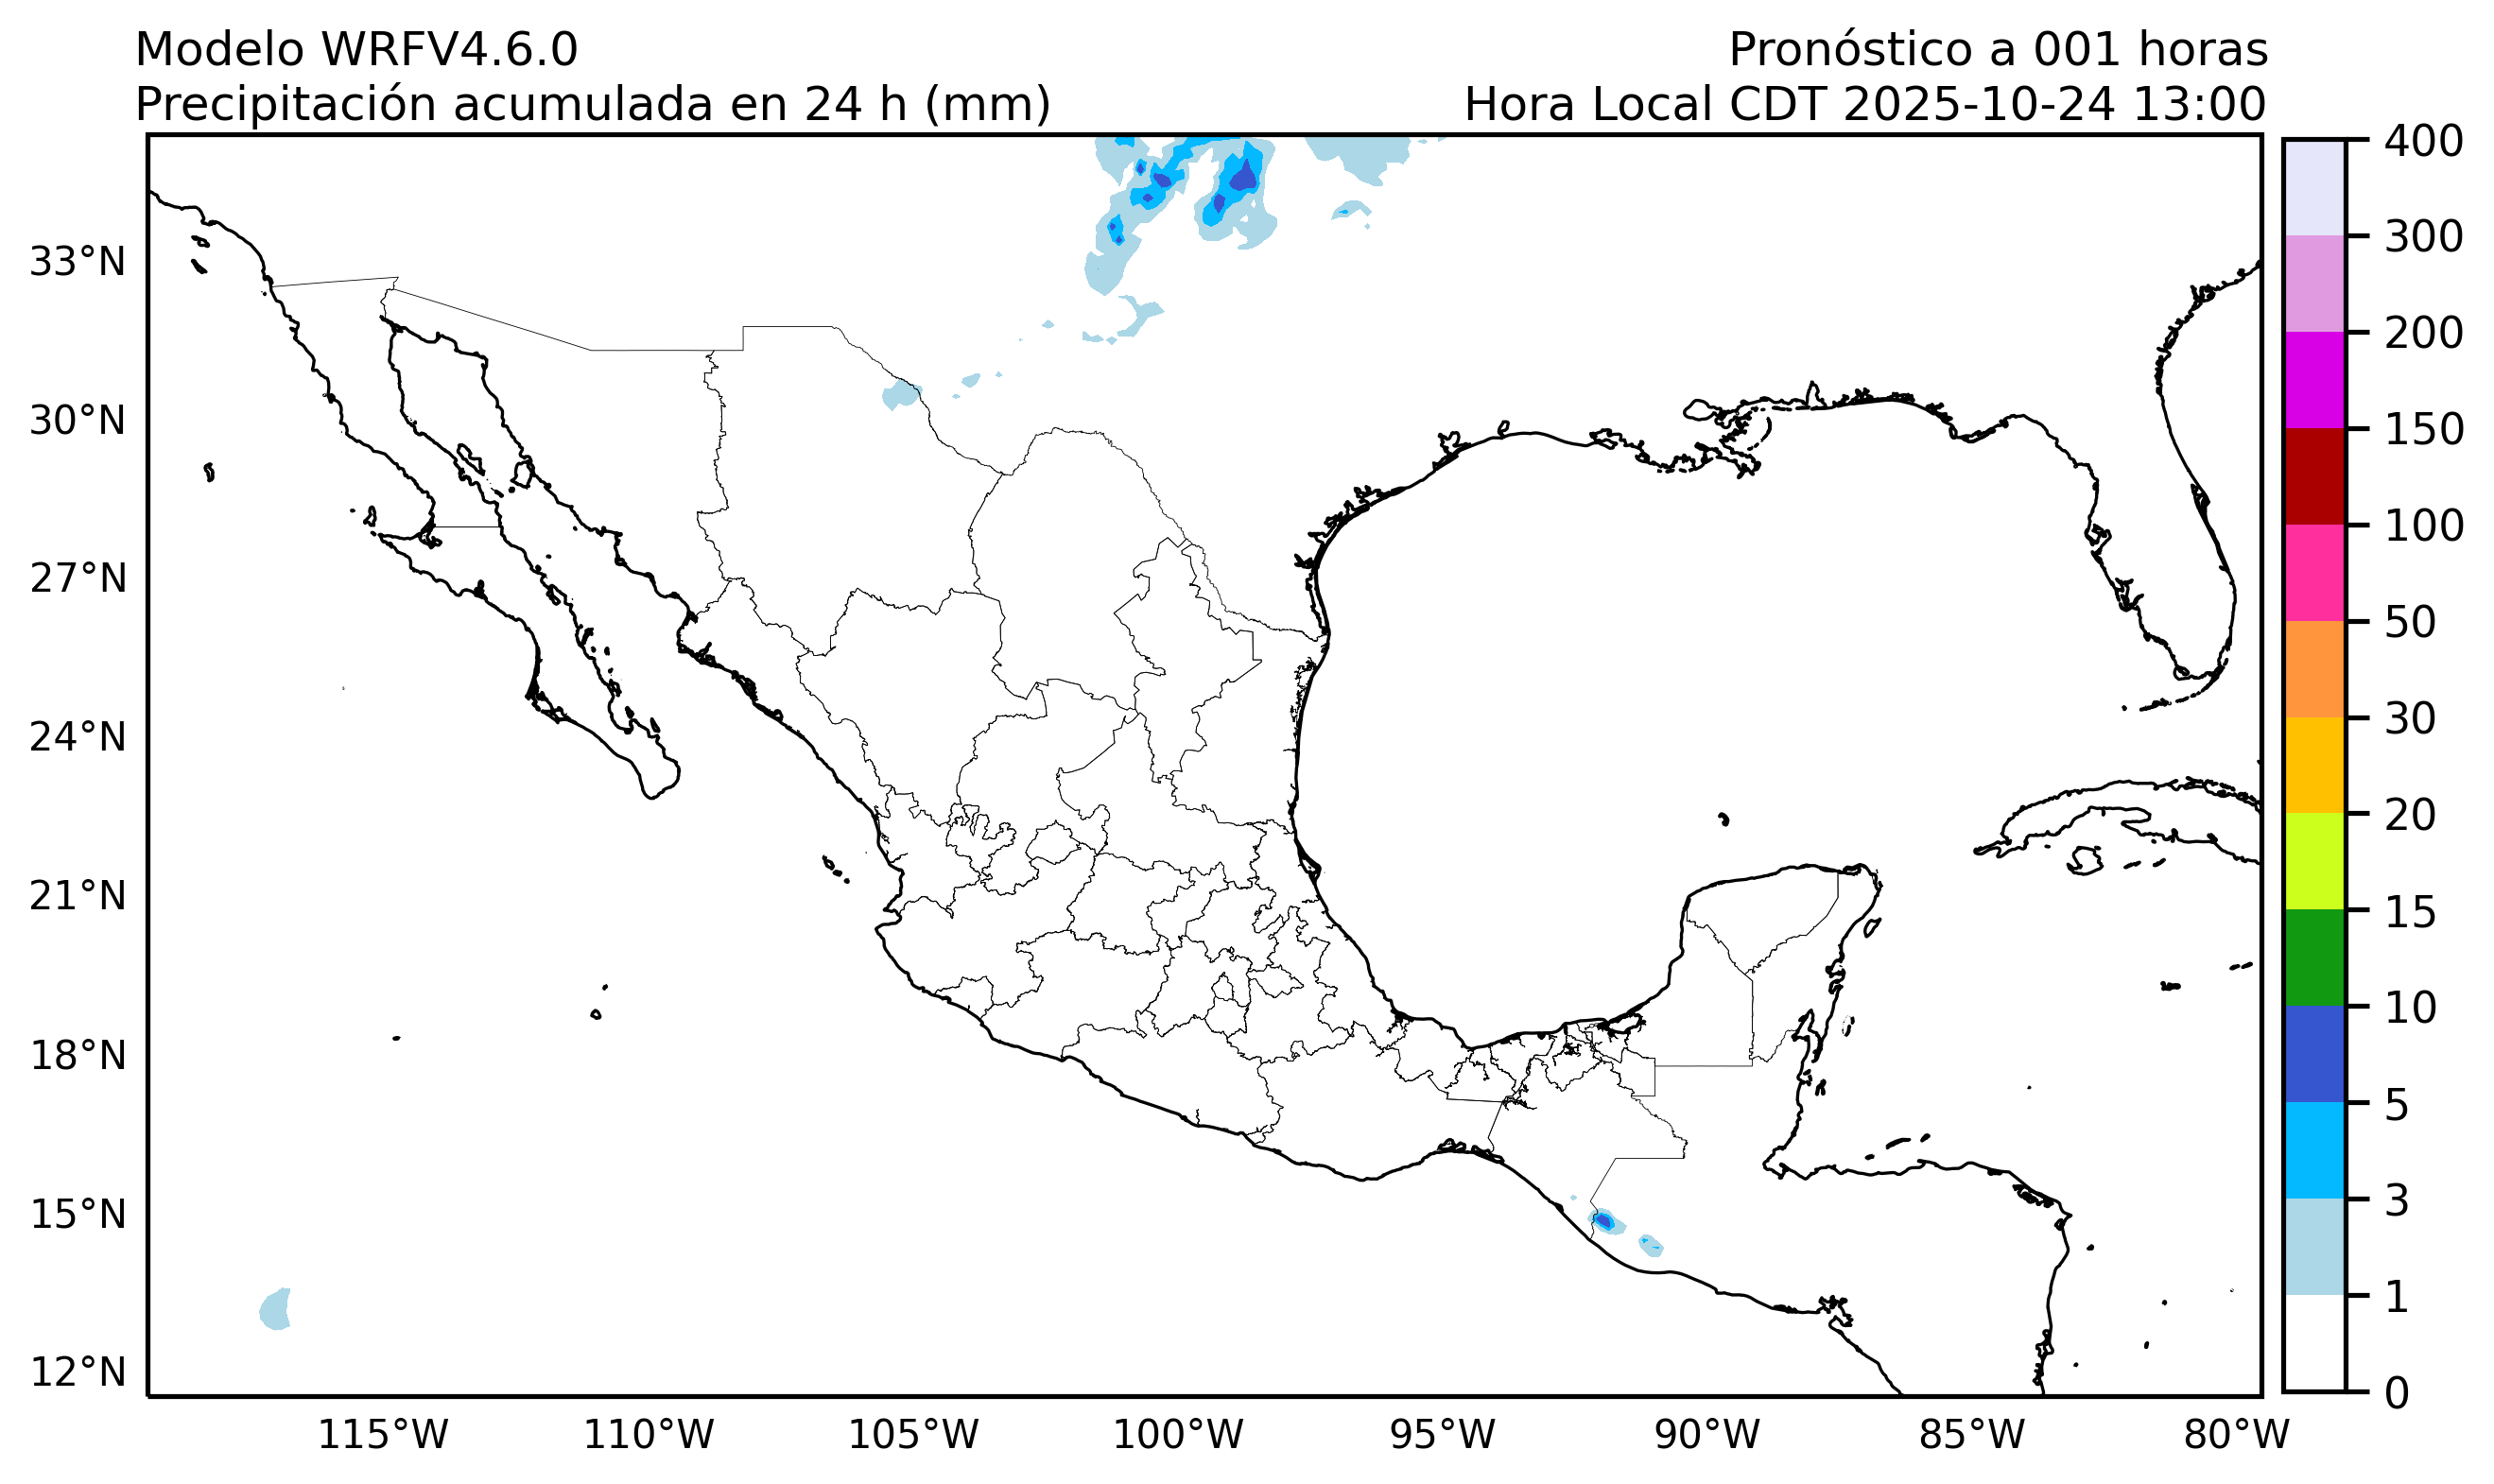 Modelo WRFV4.6.0
Pronóstico a 001 horas
Precipitación acumulada en 24 h (mm)
Hora Local CDT 2025-10-24 13:00
33°N
30°N
27°N
24°N
21°N
18°N
15°N
12°N
115°W
110°W
105°W
100°W
95°W
90°W
85°W
80°W
400
300
200
150
100
50
30
20
15
10
5
3
1
0